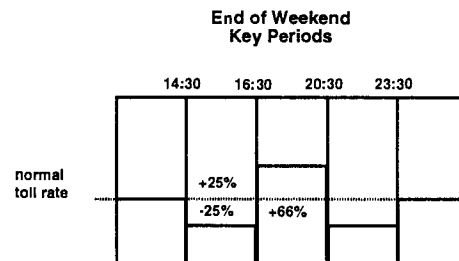 End of Weekend
Key Periods
14:30 16:30 20:30 23:30
normal
toll rate
+25%
-25% +66%